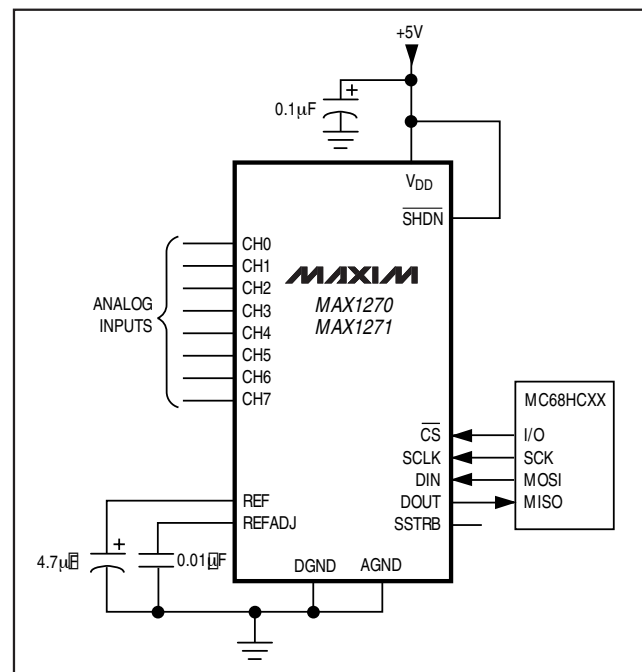 +5V
0.1μF
+
VDD
SHDN
CH0
CH1
CH2
CH3
CH4
CH5
CH6
CH7
ANALOG
INPUTS
MAXIM
MAX1270
MAX1271
MC68HCXX
CS
I/O
SCLK
SCK
DIN
MOSI
DOUT
MISO
SSTRB
REF
REFADJ
+
4.7μF
0.01μF
DGND
AGND